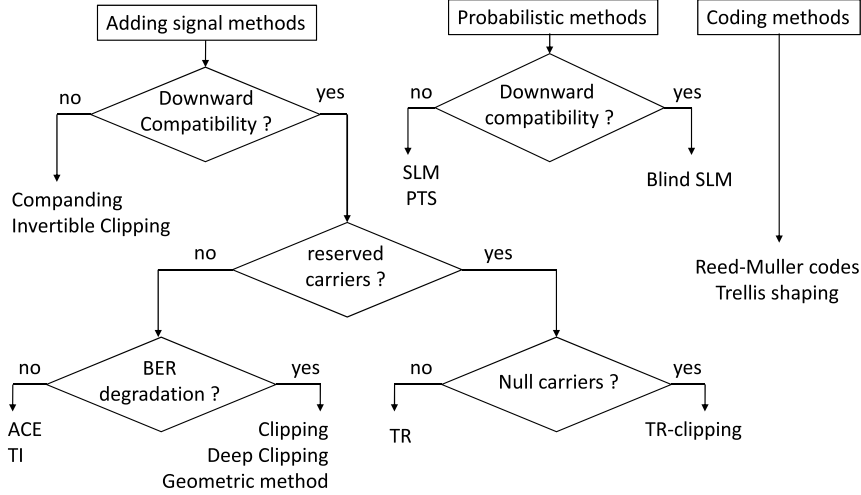 Adding signal methods
Probabilistic methods
Coding methods
no
Downward
Compatibility ?
yes
no
Downward
compatibility ?
yes
Companding
Invertible Clipping
SLM
PTS
Blind SLM
no
reserved
carriers ?
yes
Reed-Muller codes
Trellis shaping
no
BER
degradation ?
yes
no
Null carriers ?
yes
ACE
TI
Clipping
Deep Clipping
Geometric method
TR
TR-clipping